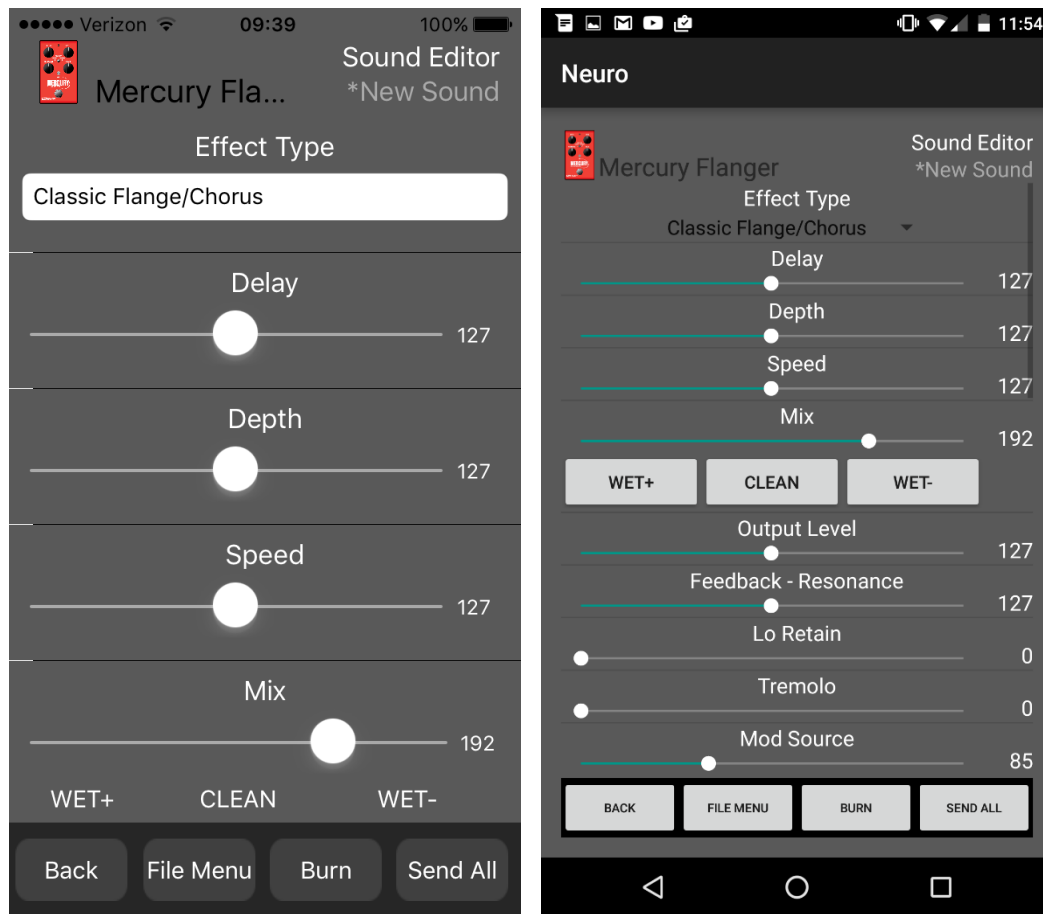 Verizon 09:39 100%
Sound Editor
Mercury Fla... *New Sound
Effect Type
Classic Flange/Chorus
Delay
127
Depth
127
Speed
127
Mix
192
WET+ CLEAN WET-
Back File Menu Burn Send All
11:54
Neuro
Sound Editor
Mercury Flanger *New Sound
Effect Type
Classic Flange/Chorus
Delay
127
Depth
127
Speed
127
Mix
192
WET+ CLEAN WET-
Output Level
127
Feedback - Resonance
127
Lo Retain
0
Tremolo
0
Mod Source
85
BACK FILE MENU BURN SEND ALL